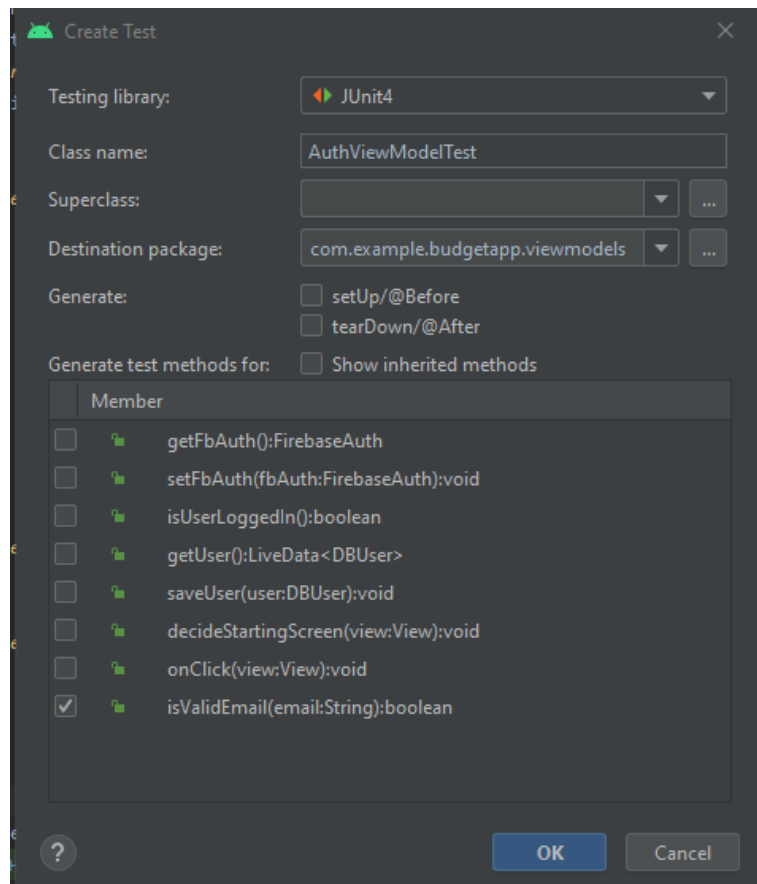 Create Test
Testing library: JUnit4
Class name: AuthViewModelTest
Superclass: ...
Destination package: com.example.budgetapp.viewmodels ...
Generate: setUp/@Before
tearDown/@After
Generate test methods for: Show inherited methods
Member
getFbAuth():FirebaseAuth
setFbAuth(fbAuth:FirebaseAuth):void
isUserLoggedIn():boolean
getUser():LiveData<DBUser>
saveUser(user:DBUser):void
decideStartingScreen(view:View):void
onClick(view:View):void
isValidEmail(email:String):boolean
? OK Cancel